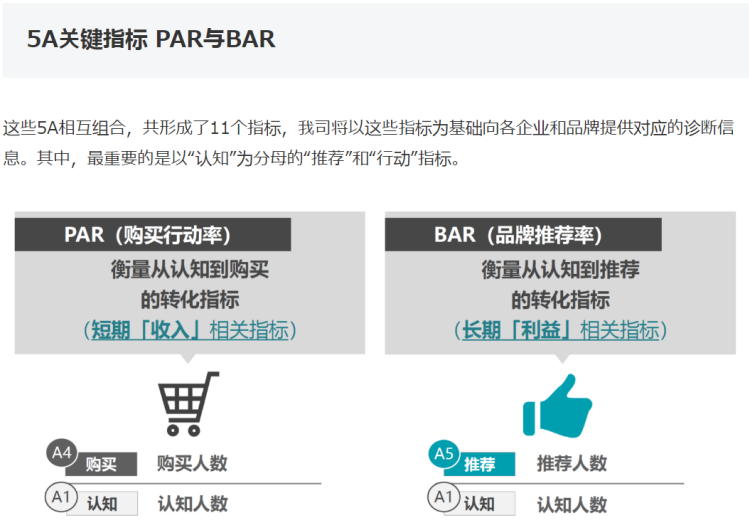 5A关键指标 PAR与BAR
这些5A相互组合，共形成了11个指标，我司将以这些指标为基础向各企业和品牌提供对应的诊断信
息。其中，最重要的是以“认知”为分母的“推荐”和“行动”指标。
PAR（购买行动率）
衡量从认知到购买
的转化指标
（短期「收入」相关指标）
A4 购买 购买人数
A1 认知 认知人数
BAR（品牌推荐率）
衡量从认知到推荐
的转化指标
（长期「利益」相关指标）
A5 推荐 推荐人数
A1 认知 认知人数